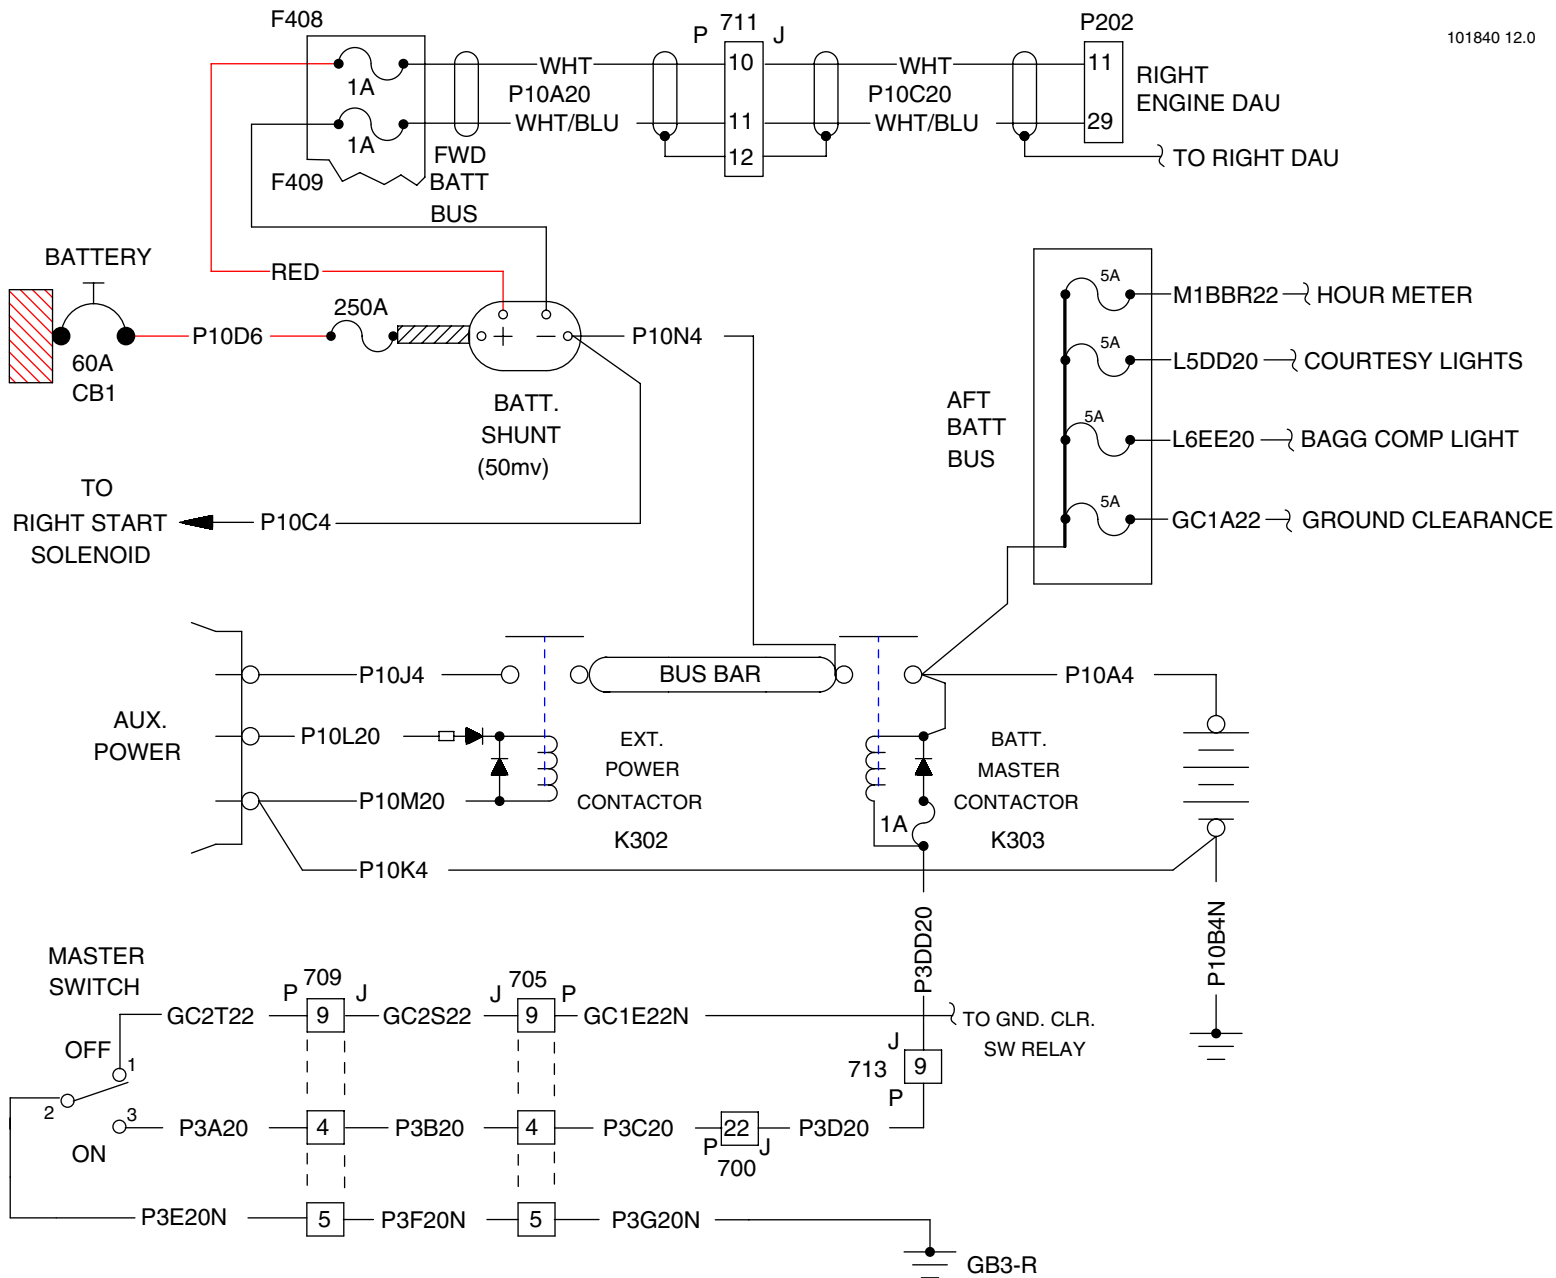 F408
711
P202
101840 12.0
P
J
1A
WHT
10
WHT
11
RIGHT
ENGINE DAU
P10A20
P10C20
1A
WHT/BLU
11
WHT/BLU
29
F409
FWD
BATT
BUS
12
TO RIGHT DAU
BATTERY
RED
250A
P10D6
60A
CB1
+
−
P10N4
BATT.
SHUNT
(50mv)
AFT
BATT
BUS
5A
M1BBR22
HOUR METER
5A
L5DD20
COURTESY LIGHTS
5A
L6EE20
BAGG COMP LIGHT
5A
GC1A22
GROUND CLEARANCE
TO
RIGHT START
SOLENOID
P10C4
AUX.
POWER
P10J4
BUS BAR
P10A4
P10L20
EXT.
POWER
CONTACTOR
K302
BATT.
MASTER
CONTACTOR
K303
P10M20
1A
P10K4
P3DD20
P10B4N
MASTER
SWITCH
709
705
P
J
J
P
GC2T22
9
GC2S22
9
GC1E22N
TO GND. CLR.
SW RELAY
OFF
1
J
713
9
P
2
3
P3A20
4
P3B20
4
P3C20
22
P3D20
P
J
700
ON
P3E20N
5
P3F20N
5
P3G20N
GB3-R